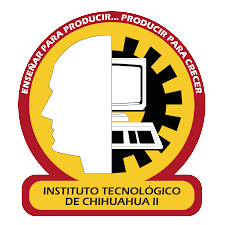 ENSEÑAR PARA PRODUCIR... PRODUCIR PARA CRECER
INSTITUTO TECNOLÓGICO
DE CHIHUAHUA II